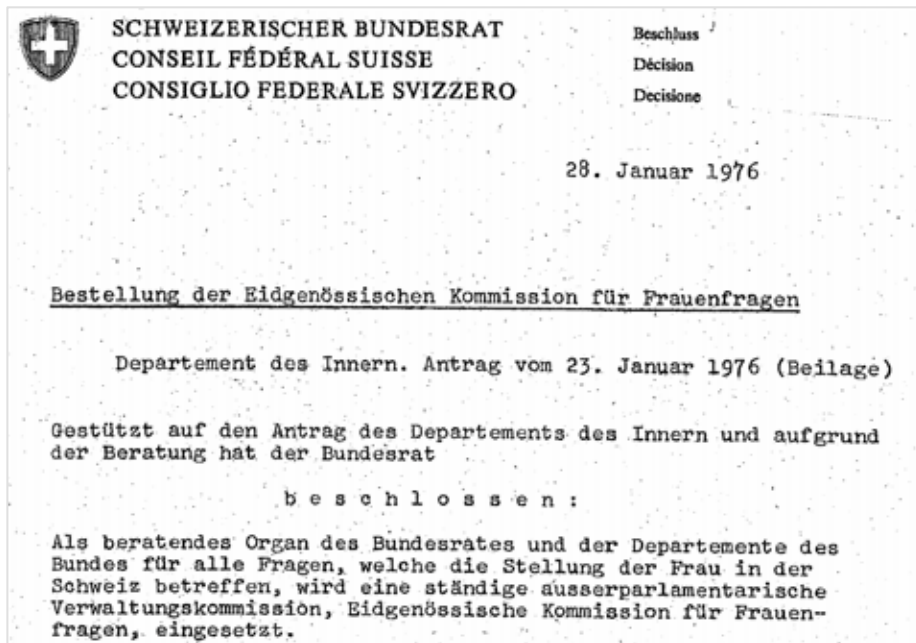 SCHWEIZERISCHER BUNDESRAT
CONSEIL FÉDÉRAL SUISSE
CONSIGLIO FEDERALE SVIZZERO
Beschluss
Décision
Decisione
28. Januar 1976
Bestellung der Eidgenössischen Kommission für Frauenfragen
Departement des Innern. Antrag vom 23. Januar 1976 (Beilage)
Gestützt auf den Antrag des Departements des Innern und aufgrund
der Beratung hat der Bundesrat
b e s c h l o s s e n :
Als beratendes Organ des Bundesrates und der Departemente des
Bundes für alle Fragen, welche die Stellung der Frau in der
Schweiz betreffen, wird eine ständige ausserparlamentarische
Verwaltungskommission, Eidgenössische Kommission für Frauen-
fragen, eingesetzt.